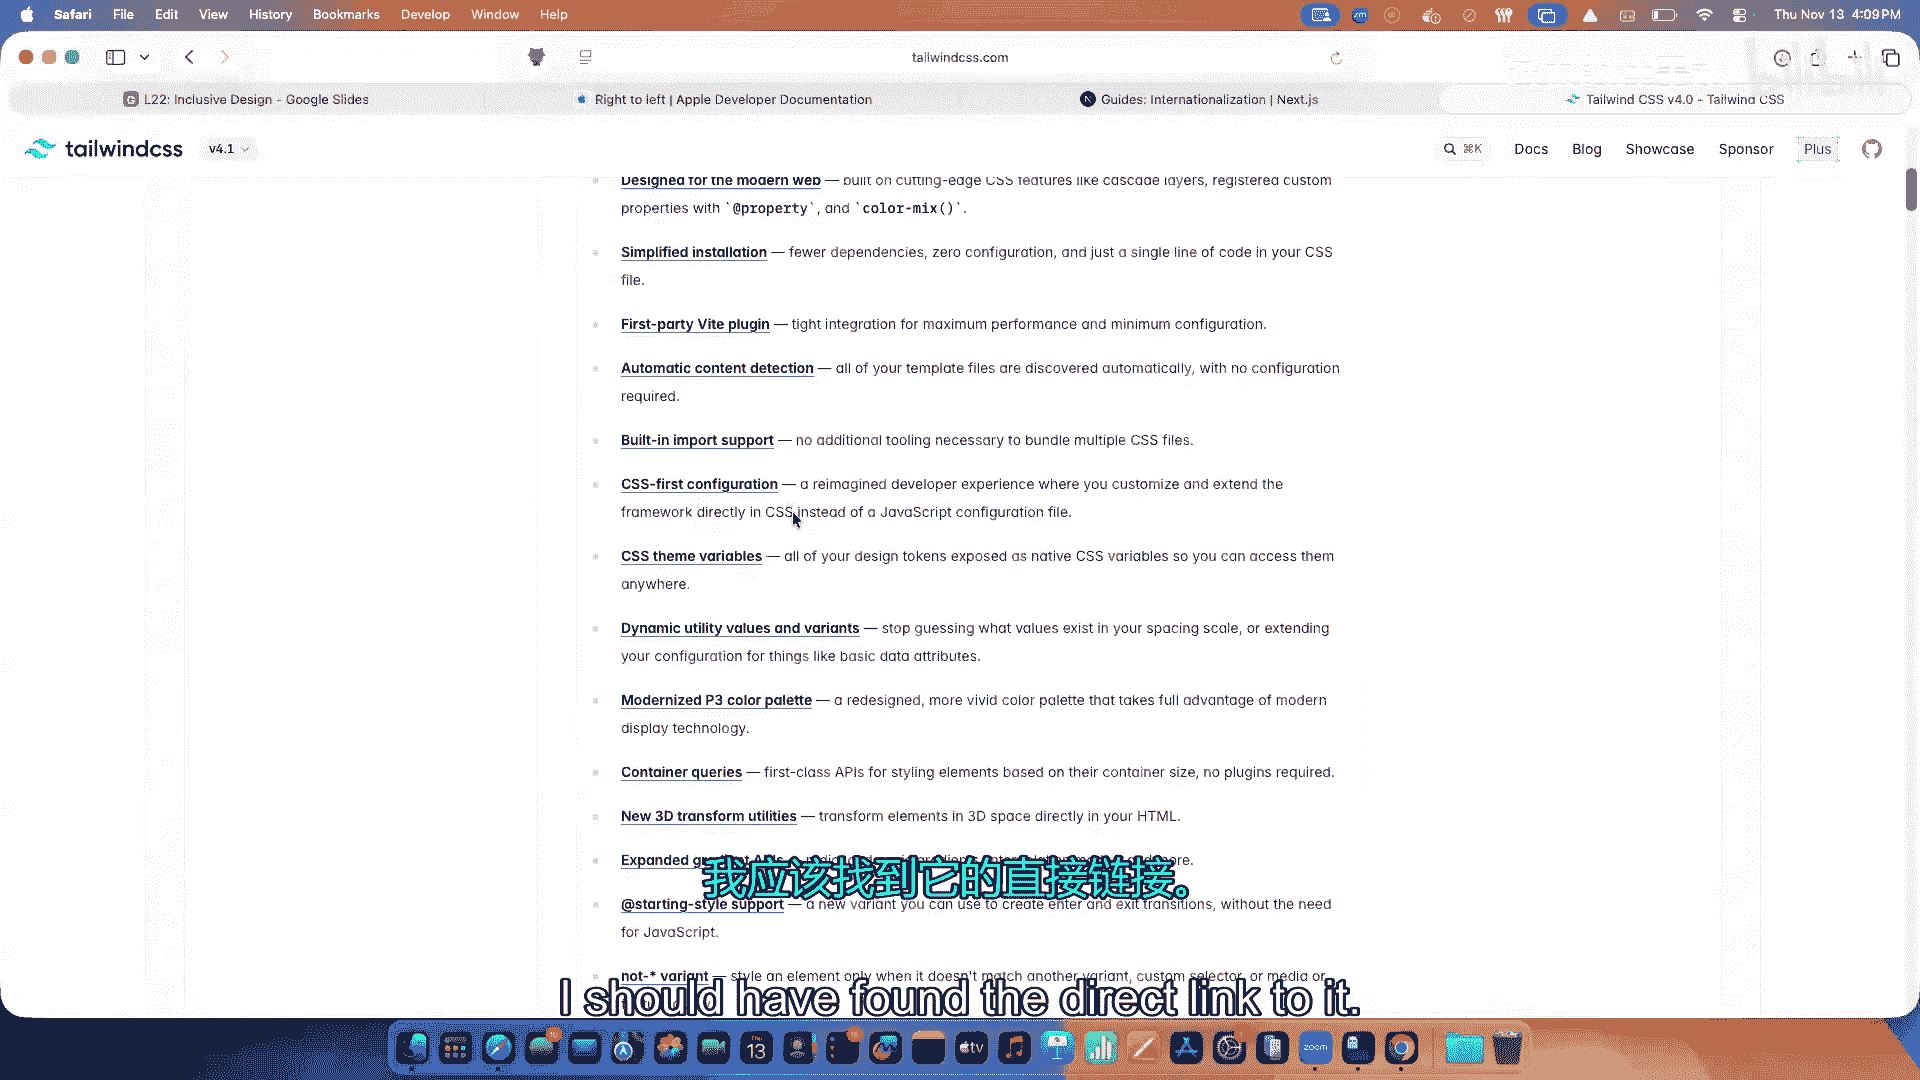 Safari File Edit View History Bookmarks Develop Window Help
zm
Thu Nov 13 4:09 PM
tailwindcss.com
L22: Inclusive Design - Google Slides
Right to left | Apple Developer Documentation
Guides: Internationalization | Next.js
Tailwind CSS v4.0 - Tailwind CSS
tailwindcss v4.1
⌘K Docs Blog Showcase Sponsor Plus
Designed for the modern web — built on cutting-edge CSS features like cascade layers, registered custom
properties with `@property`, and `color-mix()`.
Simplified installation — fewer dependencies, zero configuration, and just a single line of code in your CSS
file.
First-party Vite plugin — tight integration for maximum performance and minimum configuration.
Automatic content detection — all of your template files are discovered automatically, with no configuration
required.
Built-in import support — no additional tooling necessary to bundle multiple CSS files.
CSS-first configuration — a reimagined developer experience where you customize and extend the
framework directly in CSS instead of a JavaScript configuration file.
CSS theme variables — all of your design tokens exposed as native CSS variables so you can access them
anywhere.
Dynamic utility values and variants — stop guessing what values exist in your spacing scale, or extending
your configuration for things like basic data attributes.
Modernized P3 color palette — a redesigned, more vivid color palette that takes full advantage of modern
display technology.
Container queries — first-class APIs for styling elements based on their container size, no plugins required.
New 3D transform utilities — transform elements in 3D space directly in your HTML.
Expanded gradient APIs — more.
我应该找到它的直接链接。
@starting-style support — a new variant you can use to create enter and exit transitions, without the need
for JavaScript.
not-* variant — style an element only when it doesn't match another variant, custom selector, or media or
I should have found the direct link to it.
13
tv
zoom